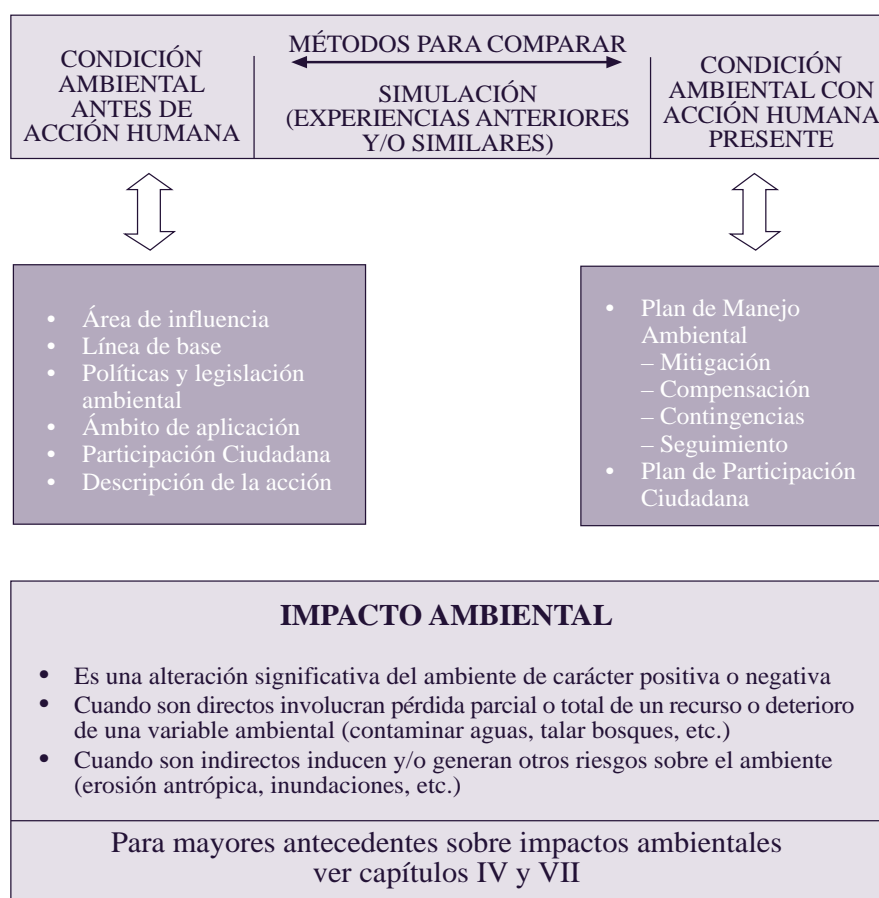 CONDICIÓN
AMBIENTAL
ANTES DE
ACCIÓN HUMANA
MÉTODOS PARA COMPARAR
SIMULACIÓN
(EXPERIENCIAS ANTERIORES
Y/O SIMILARES)
CONDICIÓN
AMBIENTAL CON
ACCIÓN HUMANA
PRESENTE
• Área de influencia
• Línea de base
• Políticas y legislación
ambiental
• Ámbito de aplicación
• Participación Ciudadana
• Descripción de la acción
• Plan de Manejo
Ambiental
– Mitigación
– Compensación
– Contingencias
– Seguimiento
• Plan de Participación
Ciudadana
IMPACTO AMBIENTAL
• Es una alteración significativa del ambiente de carácter positiva o negativa
• Cuando son directos involucran pérdida parcial o total de un recurso o deterioro
de una variable ambiental (contaminar aguas, talar bosques, etc.)
• Cuando son indirectos inducen y/o generan otros riesgos sobre el ambiente
(erosión antrópica, inundaciones, etc.)
Para mayores antecedentes sobre impactos ambientales
ver capítulos IV y VII